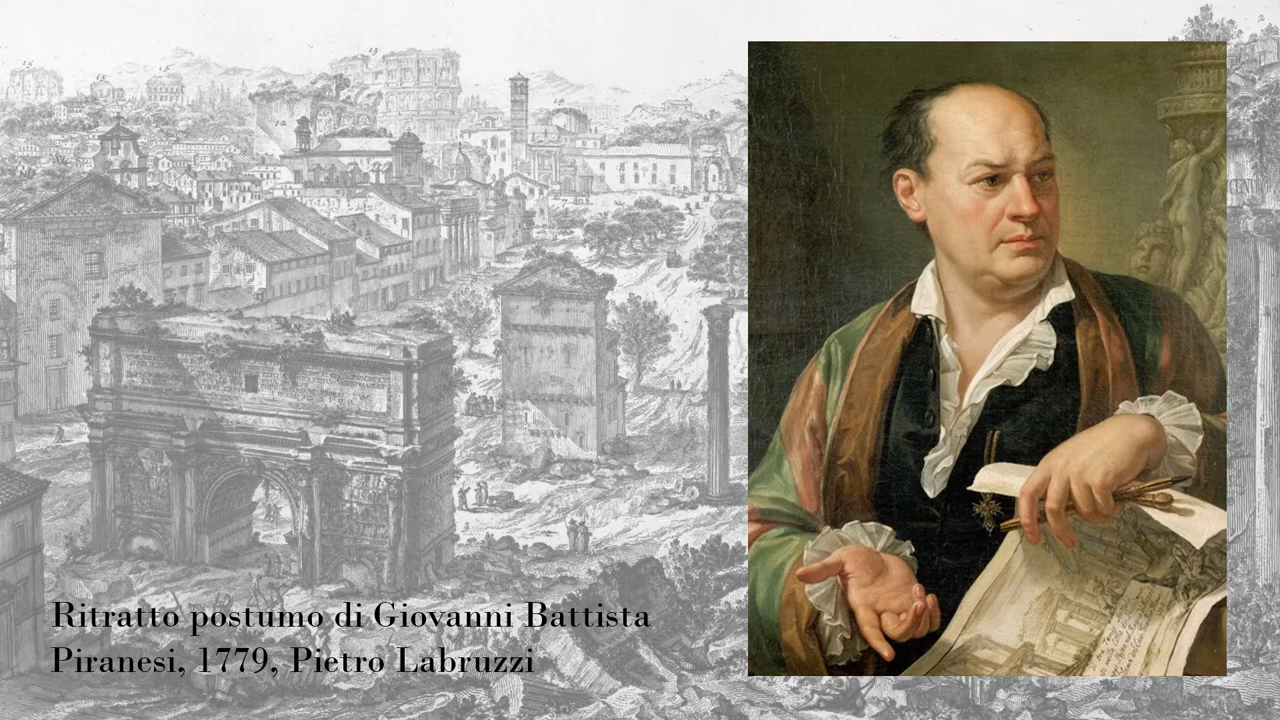 Ritratto postumo di Giovanni Battista
Piranesi, 1779, Pietro Labruzzi